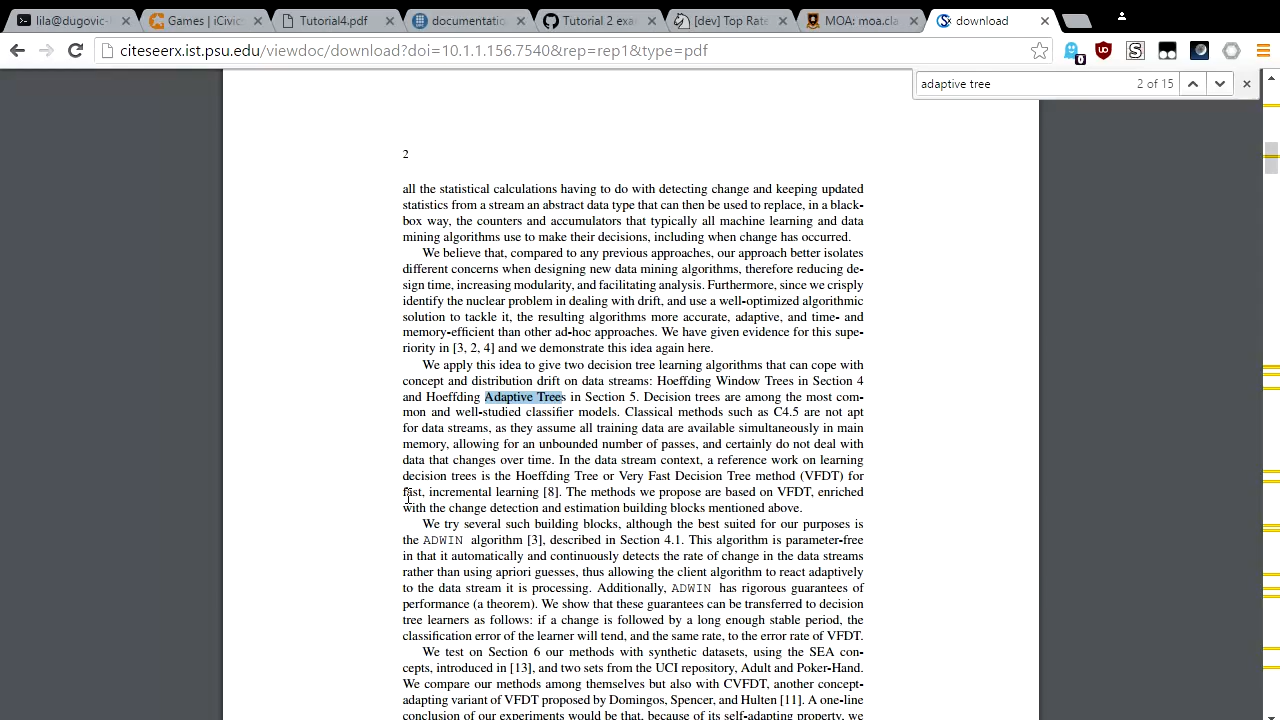 lila@dugovic-
Games | iCivic
Tutorial4.pdf
documentatio
Tutorial 2 exa
[dev] Top Rate
MOA: moa.cla
download
citeseerx.ist.psu.edu/viewdoc/download?doi=10.1.1.156.7540&rep=rep1&type=pdf
0
adaptive tree
2 of 15
2
all the statistical calculations having to do with detecting change and keeping updated
statistics from a stream an abstract data type that can then be used to replace, in a black-
box way, the counters and accumulators that typically all machine learning and data
mining algorithms use to make their decisions, including when change has occurred.
We believe that, compared to any previous approaches, our approach better isolates
different concerns when designing new data mining algorithms, therefore reducing de-
sign time, increasing modularity, and facilitating analysis. Furthermore, since we crisply
identify the nuclear problem in dealing with drift, and use a well-optimized algorithmic
solution to tackle it, the resulting algorithms more accurate, adaptive, and time- and
memory-efficient than other ad-hoc approaches. We have given evidence for this supe-
riority in [3, 2, 4] and we demonstrate this idea again here.
We apply this idea to give two decision tree learning algorithms that can cope with
concept and distribution drift on data streams: Hoeffding Window Trees in Section 4
and Hoeffding Adaptive Trees in Section 5. Decision trees are among the most com-
mon and well-studied classifier models. Classical methods such as C4.5 are not apt
for data streams, as they assume all training data are available simultaneously in main
memory, allowing for an unbounded number of passes, and certainly do not deal with
data that changes over time. In the data stream context, a reference work on learning
decision trees is the Hoeffding Tree or Very Fast Decision Tree method (VFDT) for
fast, incremental learning [8]. The methods we propose are based on VFDT, enriched
with the change detection and estimation building blocks mentioned above.
We try several such building blocks, although the best suited for our purposes is
the ADWIN algorithm [3], described in Section 4.1. This algorithm is parameter-free
in that it automatically and continuously detects the rate of change in the data streams
rather than using apriori guesses, thus allowing the client algorithm to react adaptively
to the data stream it is processing. Additionally, ADWIN has rigorous guarantees of
performance (a theorem). We show that these guarantees can be transferred to decision
tree learners as follows: if a change is followed by a long enough stable period, the
classification error of the learner will tend, and the same rate, to the error rate of VFDT.
We test on Section 6 our methods with synthetic datasets, using the SEA con-
cepts, introduced in [13], and two sets from the UCI repository, Adult and Poker-Hand.
We compare our methods among themselves but also with CVFDT, another concept-
adapting variant of VFDT proposed by Domingos, Spencer, and Hulten [11]. A one-line
conclusion of our experiments would be that, because of its self-adapting property, we